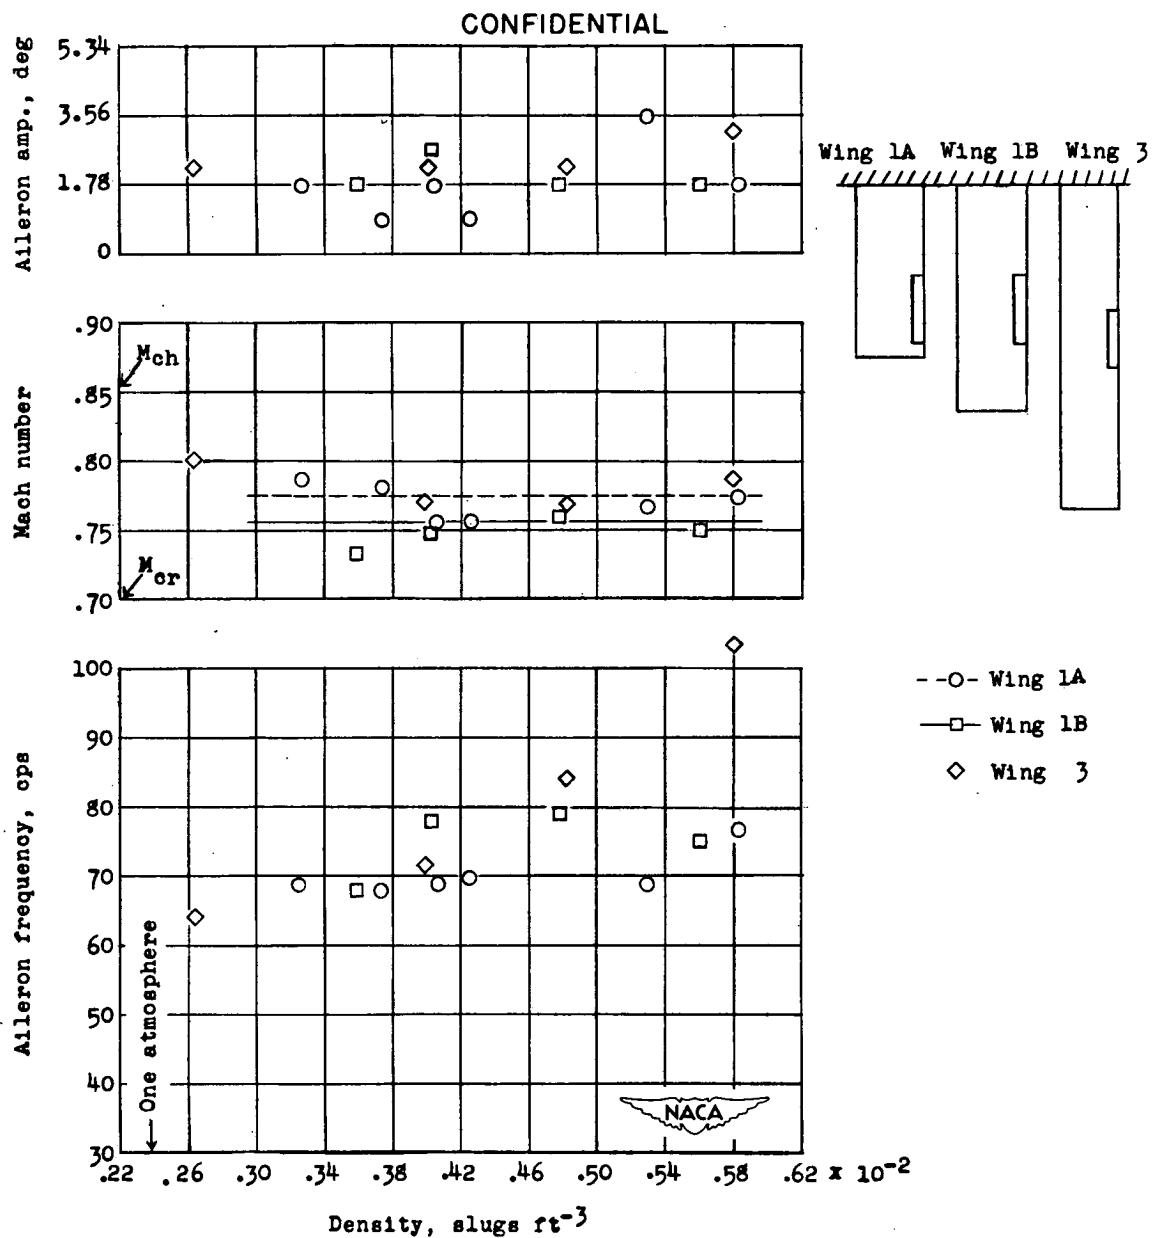 CONFIDENTIAL
Aileron amp., deg
5.34
3.56
1.78
0
Wing 1A Wing 1B Wing 3
Mach number
.90
.85
.80
.75
.70
Mch
Mcr
Aileron frequency, cps
100
90
80
70
60
50
40
30
One atmosphere
--O- Wing 1A
Wing 1B
Wing 3
NACA
.22 .26 .30 .34 .38 .42 .46 .50 .54 .58 .62 x 10-2
Density, slugs ft-3